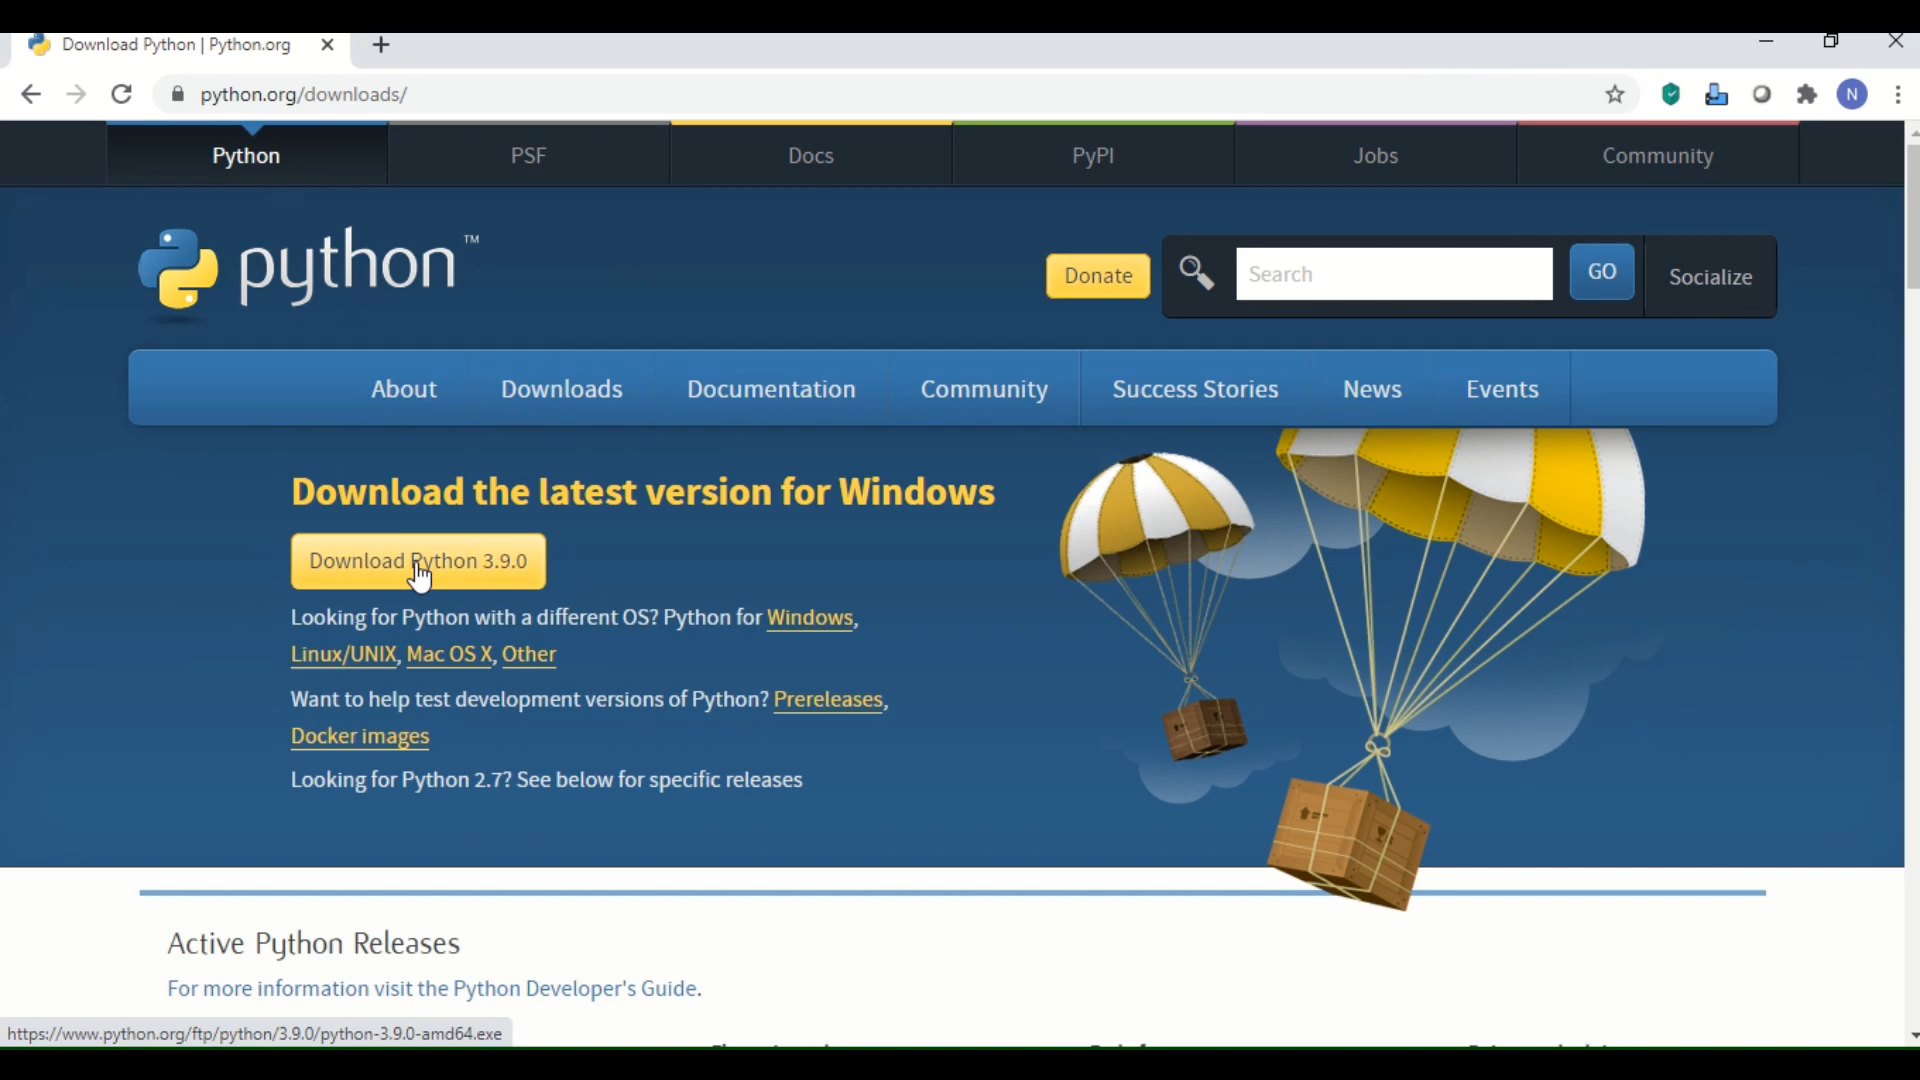 Download Python | Python.org
python.org/downloads/
N
Python PSF Docs PyPI Jobs Community
python™
Donate Search GO Socialize
About Downloads Documentation Community Success Stories News Events
Download the latest version for Windows
Download Python 3.9.0
Looking for Python with a different OS? Python for Windows,
Linux/UNIX, Mac OS X, Other
Want to help test development versions of Python? Prereleases,
Docker images
Looking for Python 2.7? See below for specific releases
Active Python Releases
For more information visit the Python Developer's Guide.
https://www.python.org/ftp/python/3.9.0/python-3.9.0-amd64.exe